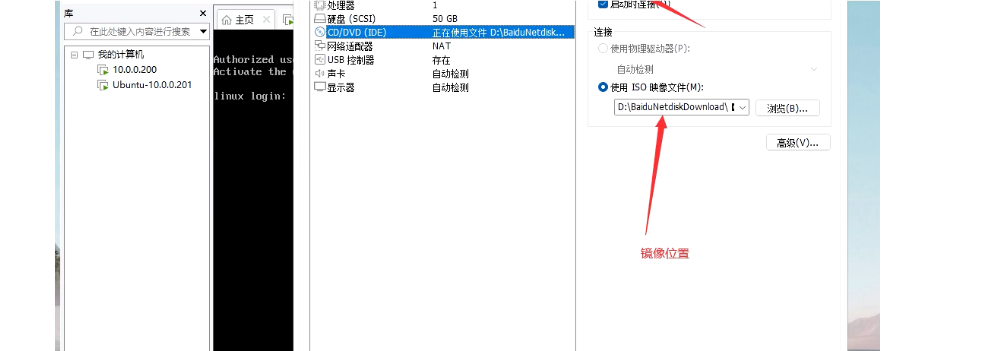 库
在此处键入内容进行搜索
我的计算机
10.0.0.200
Ubuntu-10.0.0.201
主页
Authorized use
Activate the
linux login:
处理器 1
硬盘 (SCSI) 50 GB
CD/DVD (IDE) 正在使用文件 D:\BaiduNetdisk...
网络适配器 NAT
USB 控制器 存在
声卡 自动检测
显示器 自动检测
启动时连接(O)
连接
使用物理驱动器(P):
自动检测
使用 ISO 映像文件(M):
D:\BaiduNetdiskDownload\【
浏览(B)...
高级(V)...
镜像位置